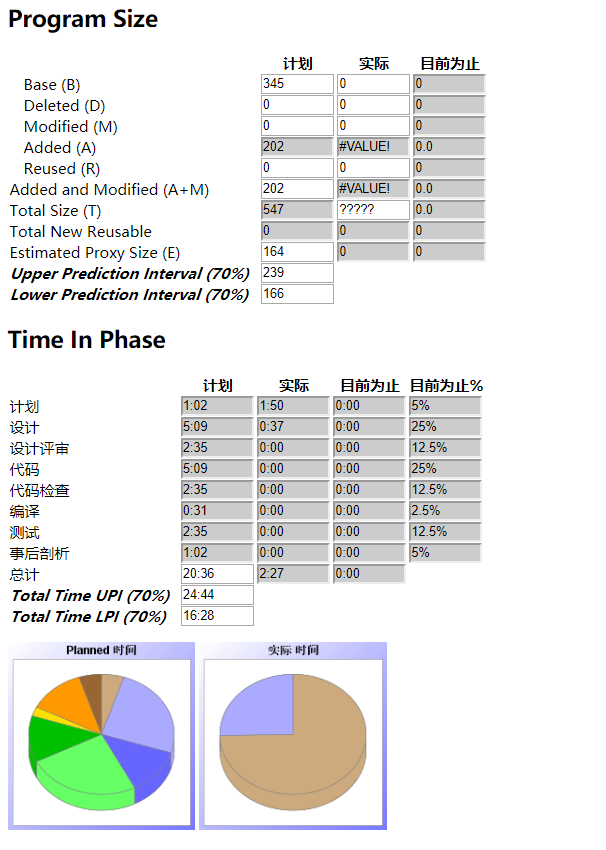 Program Size
计划 实际 目前为止
Base (B) 345 0 0
Deleted (D) 0 0 0
Modified (M) 0 0 0
Added (A) 202 #VALUE! 0.0
Reused (R) 0 0 0
Added and Modified (A+M) 202 #VALUE! 0.0
Total Size (T) 547 ????? 0.0
Total New Reusable 0 0 0
Estimated Proxy Size (E) 164 0 0
Upper Prediction Interval (70%) 239
Lower Prediction Interval (70%) 166
Time In Phase
计划 实际 目前为止 目前为止%
计划 1:02 1:50 0:00 5%
设计 5:09 0:37 0:00 25%
设计评审 2:35 0:00 0:00 12.5%
代码 5:09 0:00 0:00 25%
代码检查 2:35 0:00 0:00 12.5%
编译 0:31 0:00 0:00 2.5%
测试 2:35 0:00 0:00 12.5%
事后剖析 1:02 0:00 0:00 5%
总计 20:36 2:27 0:00
Total Time UPI (70%) 24:44
Total Time LPI (70%) 16:28
Planned 时间 实际 时间